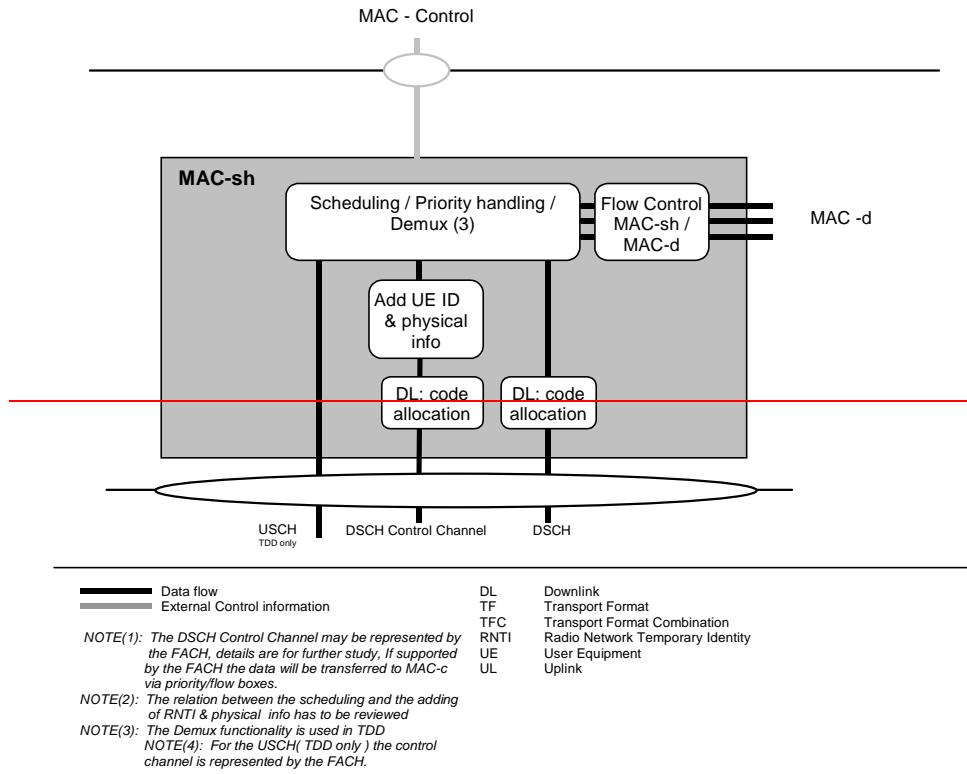 MAC - Control
MAC-sh
Scheduling / Priority handling /
Demux (3)
Flow Control
MAC-sh /
MAC-d
MAC -d
Add UE ID
& physical
info
DL: code
allocation
DL: code
allocation
USCH
TDD only
DSCH Control Channel
DSCH
Data flow
External Control information
DL Downlink
TF Transport Format
TFC Transport Format Combination
RNTI Radio Network Temporary Identity
UE User Equipment
UL Uplink
NOTE(1): The DSCH Control Channel may be represented by
the FACH, details are for further study, If supported
by the FACH the data will be transferred to MAC-c
via priority/flow boxes.
NOTE(2): The relation between the scheduling and the adding
of RNTI & physical info has to be reviewed
NOTE(3): The Demux functionality is used in TDD
NOTE(4): For the USCH( TDD only ) the control
channel is represented by the FACH.